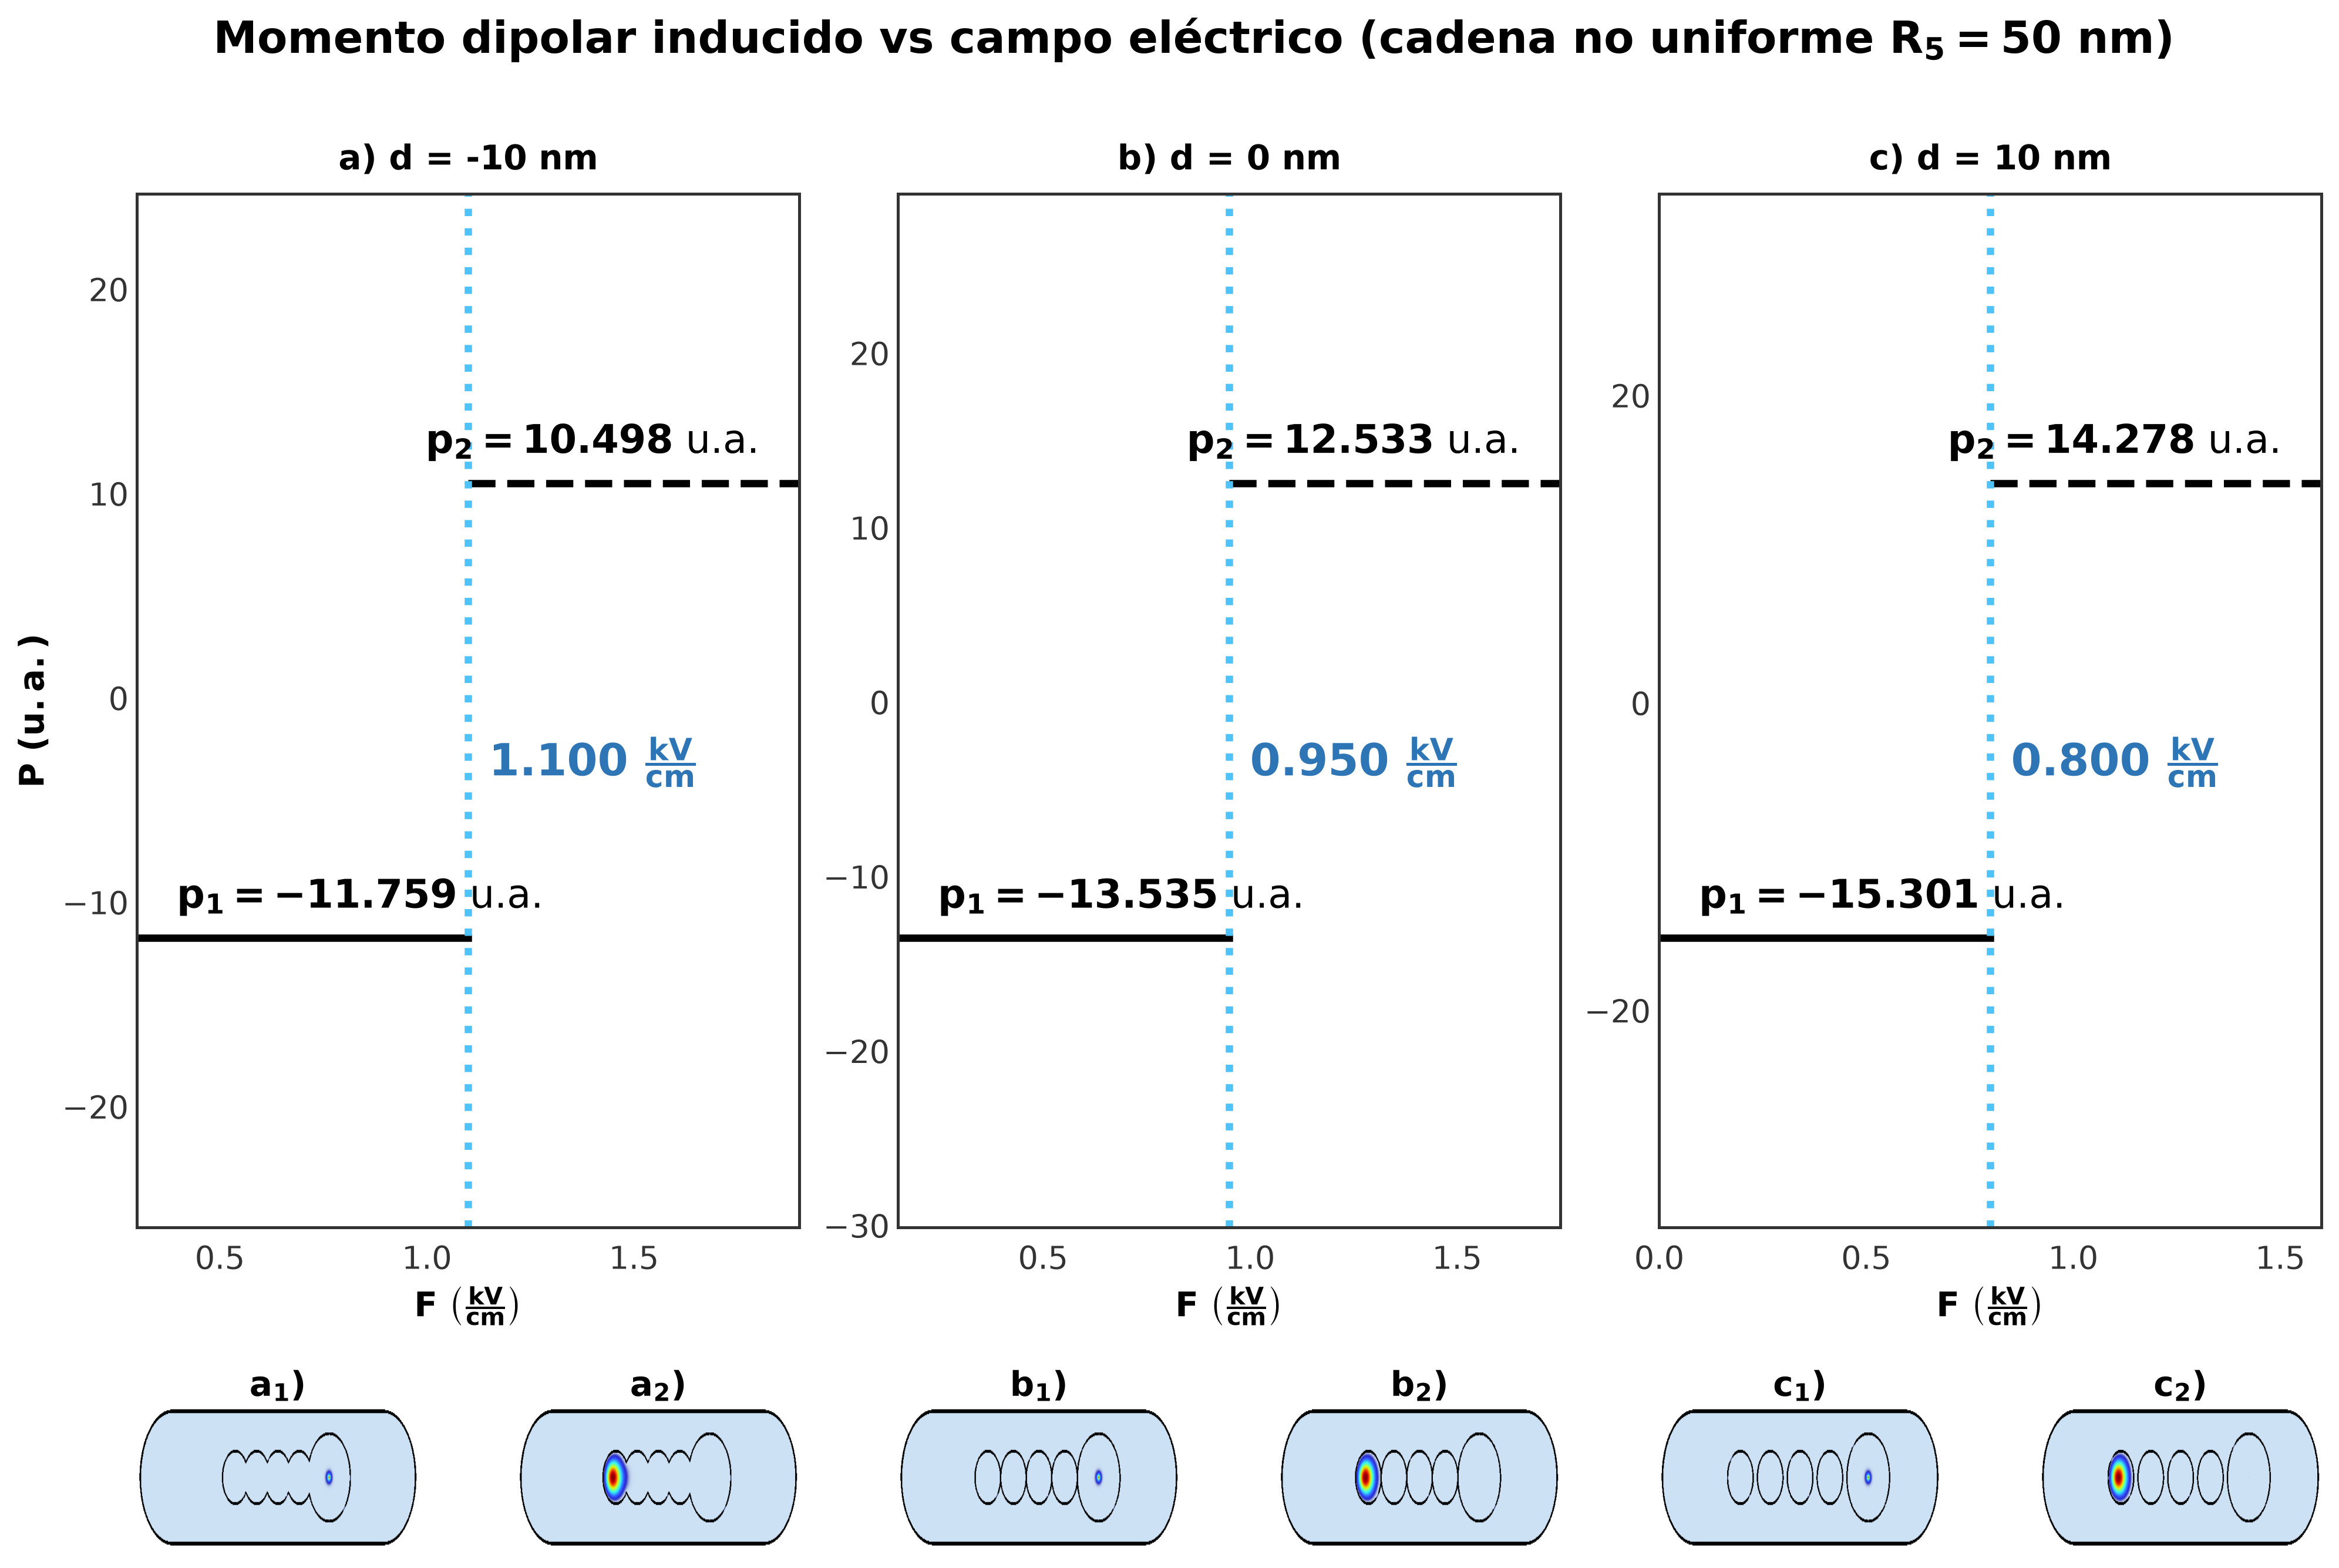 Momento dipolar inducido vs campo eléctrico (cadena no uniforme R₅ = 50 nm)
a) d = -10 nm
b) d = 0 nm
c) d = 10 nm
P (u.a.)
20
10
0
−10
−20
p₂ = 10.498 u.a.
1.100 kV/cm
p₁ = −11.759 u.a.
0.5 1.0 1.5
F (kV/cm)
20
10
0
−10
−20
−30
p₂ = 12.533 u.a.
0.950 kV/cm
p₁ = −13.535 u.a.
0.5 1.0 1.5
F (kV/cm)
20
0
−20
p₂ = 14.278 u.a.
0.800 kV/cm
p₁ = −15.301 u.a.
0.0 0.5 1.0 1.5
F (kV/cm)
a₁)
a₂)
b₁)
b₂)
c₁)
c₂)